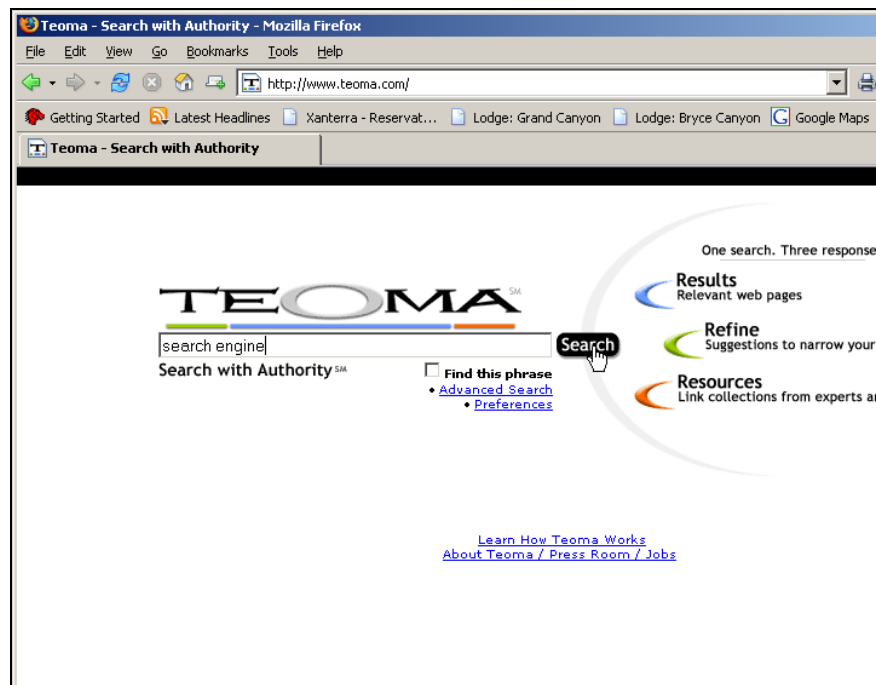 Teoma - Search with Authority - Mozilla Firefox
File Edit View Go Bookmarks Tools Help
http://www.teoma.com/
Getting Started Latest Headlines Xanterra - Reservat... Lodge: Grand Canyon Lodge: Bryce Canyon G Google Maps
Teoma - Search with Authority
One search. Three response
TEOMA SM
Results
Relevant web pages
search engine
Search
Refine
Suggestions to narrow your
Search with Authority SM
Find this phrase
• Advanced Search
• Preferences
Resources
Link collections from experts a
Learn How Teoma Works
About Teoma / Press Room / Jobs